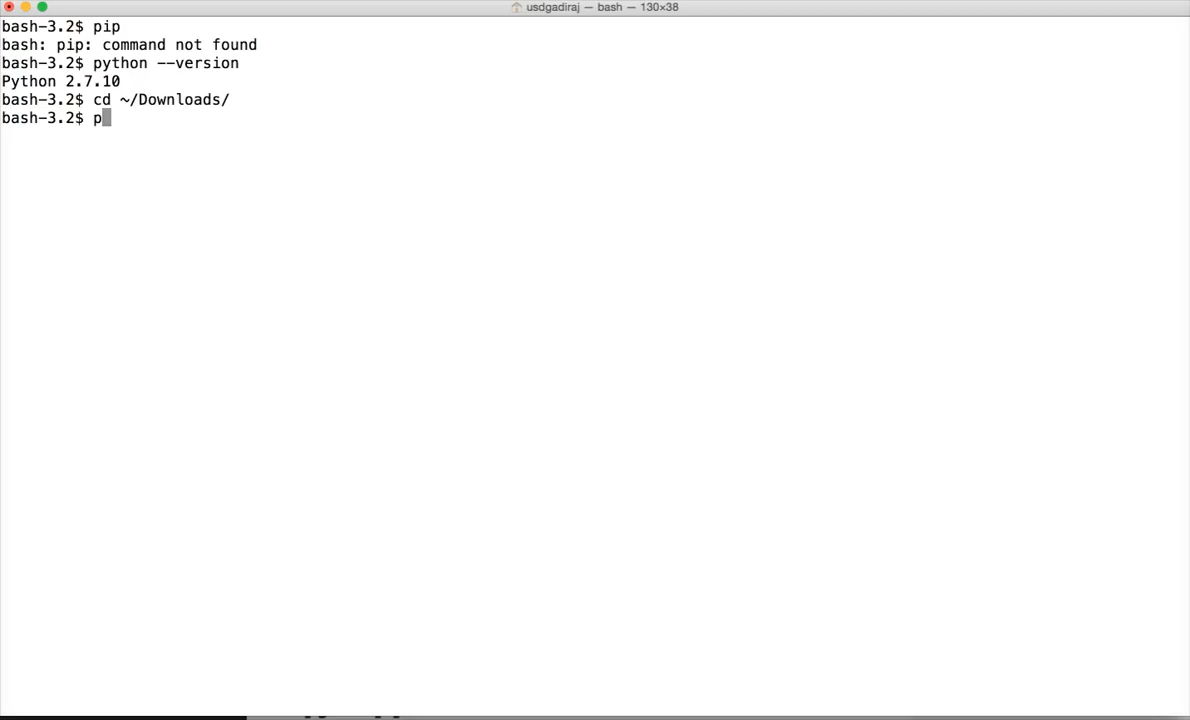 usdgadiraj — bash — 130×38
bash-3.2$ pip
bash: pip: command not found
bash-3.2$ python --version
Python 2.7.10
bash-3.2$ cd ~/Downloads/
bash-3.2$ p